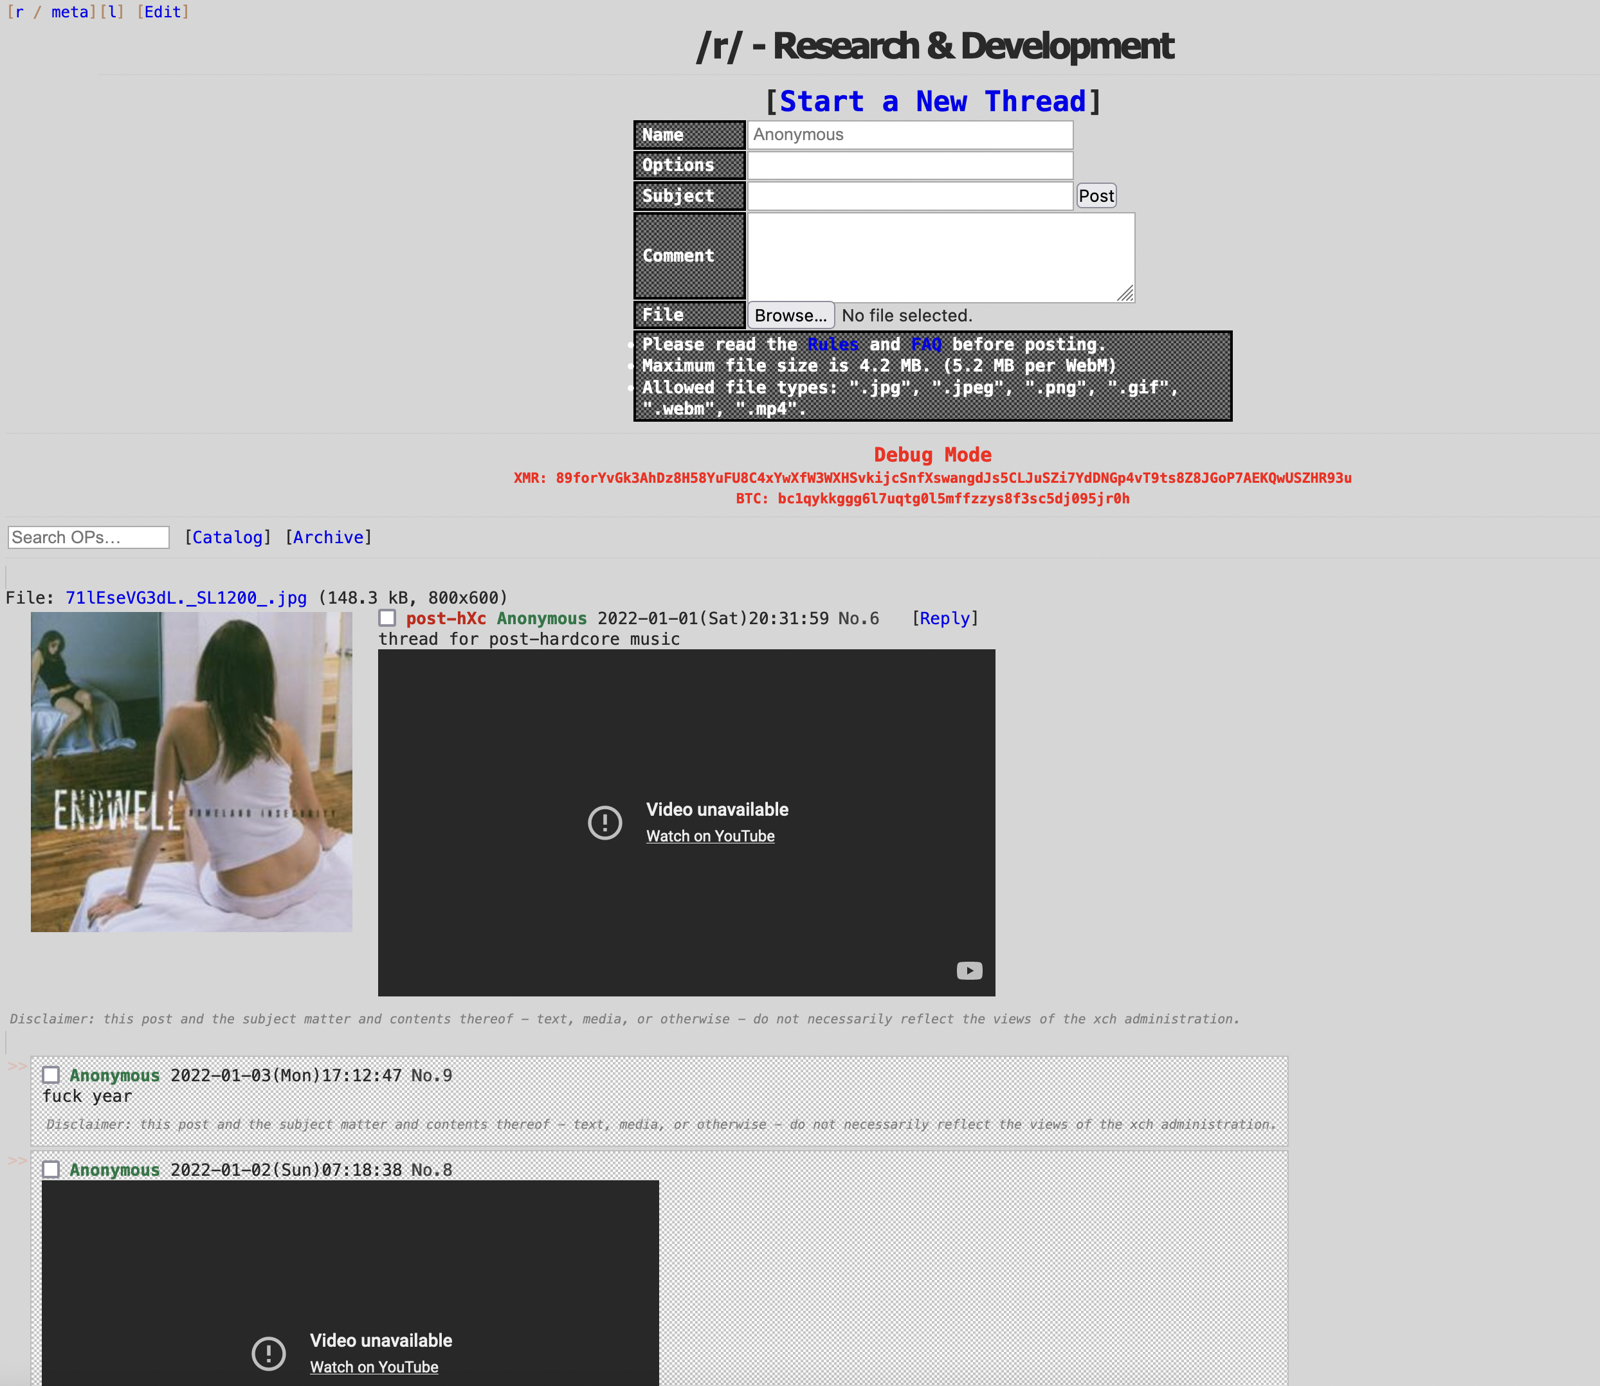 [r / meta][l] [Edit]
/r/ - Research & Development
[Start a New Thread]
Name Anonymous
Options
Subject Post
Comment
File Browse... No file selected.
Please read the Rules and FAQ before posting.
Maximum file size is 4.2 MB. (5.2 MB per WebM)
Allowed file types: ".jpg", ".jpeg", ".png", ".gif",
".webm", ".mp4".
Debug Mode
XMR: 89forYvGk3AhDz8H58YuFU8C4xYwXfW3WXHSvkijcSnfXswangdJs5CLJuSZi7YdDNGp4vT9ts8Z8JGoP7AEKQwUSZHR93u
BTC: bc1qykkggg6l7uqtg0l5mffzzys8f3sc5dj095jr0h
Search OPs… [Catalog] [Archive]
File: 71lEseVG3dL._SL1200_.jpg (148.3 kB, 800x600)
post-hXc Anonymous 2022-01-01(Sat)20:31:59 No.6 [Reply]
thread for post-hardcore music
ENDWELL HOMELAND INSECURITY
Video unavailable
Watch on YouTube
Disclaimer: this post and the subject matter and contents thereof - text, media, or otherwise - do not necessarily reflect the views of the xch administration.
>> Anonymous 2022-01-03(Mon)17:12:47 No.9
fuck year
Disclaimer: this post and the subject matter and contents thereof - text, media, or otherwise - do not necessarily reflect the views of the xch administration.
>> Anonymous 2022-01-02(Sun)07:18:38 No.8
Video unavailable
Watch on YouTube